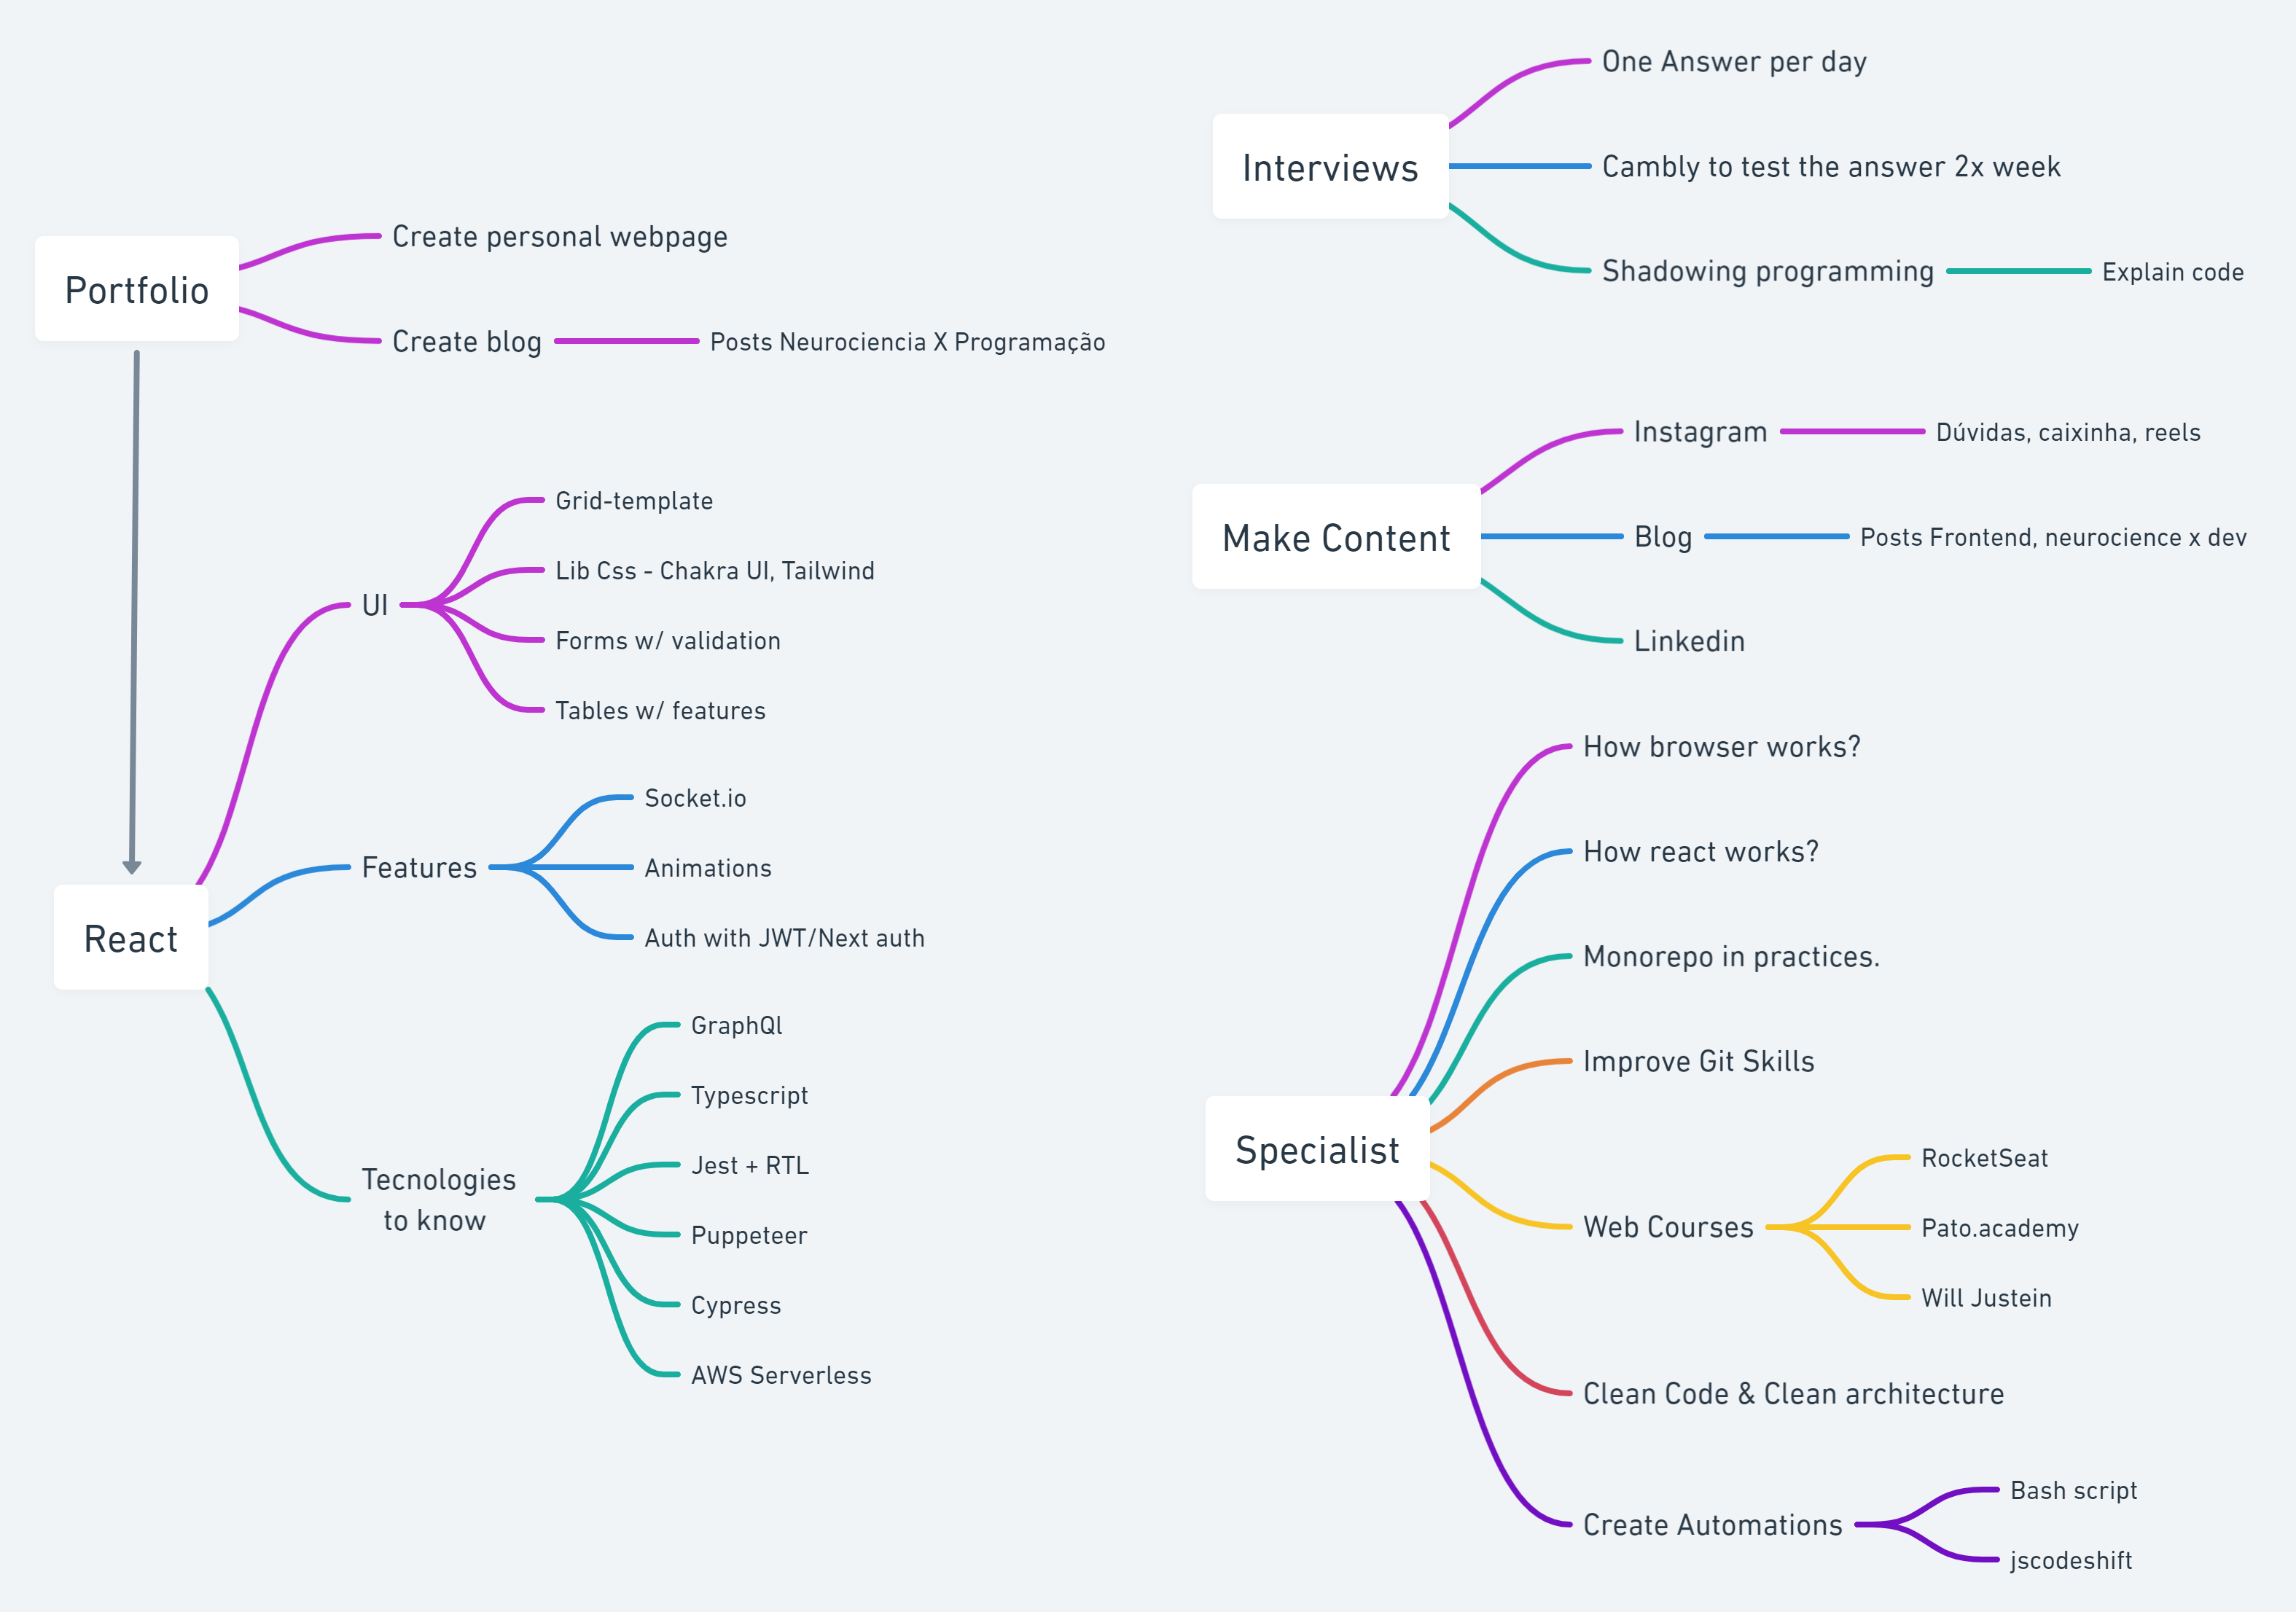 Portfolio
Create personal webpage
Create blog
Posts Neurociencia X Programação
React
UI
Grid-template
Lib Css - Chakra UI, Tailwind
Forms w/ validation
Tables w/ features
Features
Socket.io
Animations
Auth with JWT/Next auth
Tecnologies
to know
GraphQl
Typescript
Jest + RTL
Puppeteer
Cypress
AWS Serverless
Interviews
One Answer per day
Cambly to test the answer 2x week
Shadowing programming
Explain code
Make Content
Instagram
Dúvidas, caixinha, reels
Blog
Posts Frontend, neurocience x dev
Linkedin
Specialist
How browser works?
How react works?
Monorepo in practices.
Improve Git Skills
Web Courses
RocketSeat
Pato.academy
Will Justein
Clean Code & Clean architecture
Create Automations
Bash script
jscodeshift